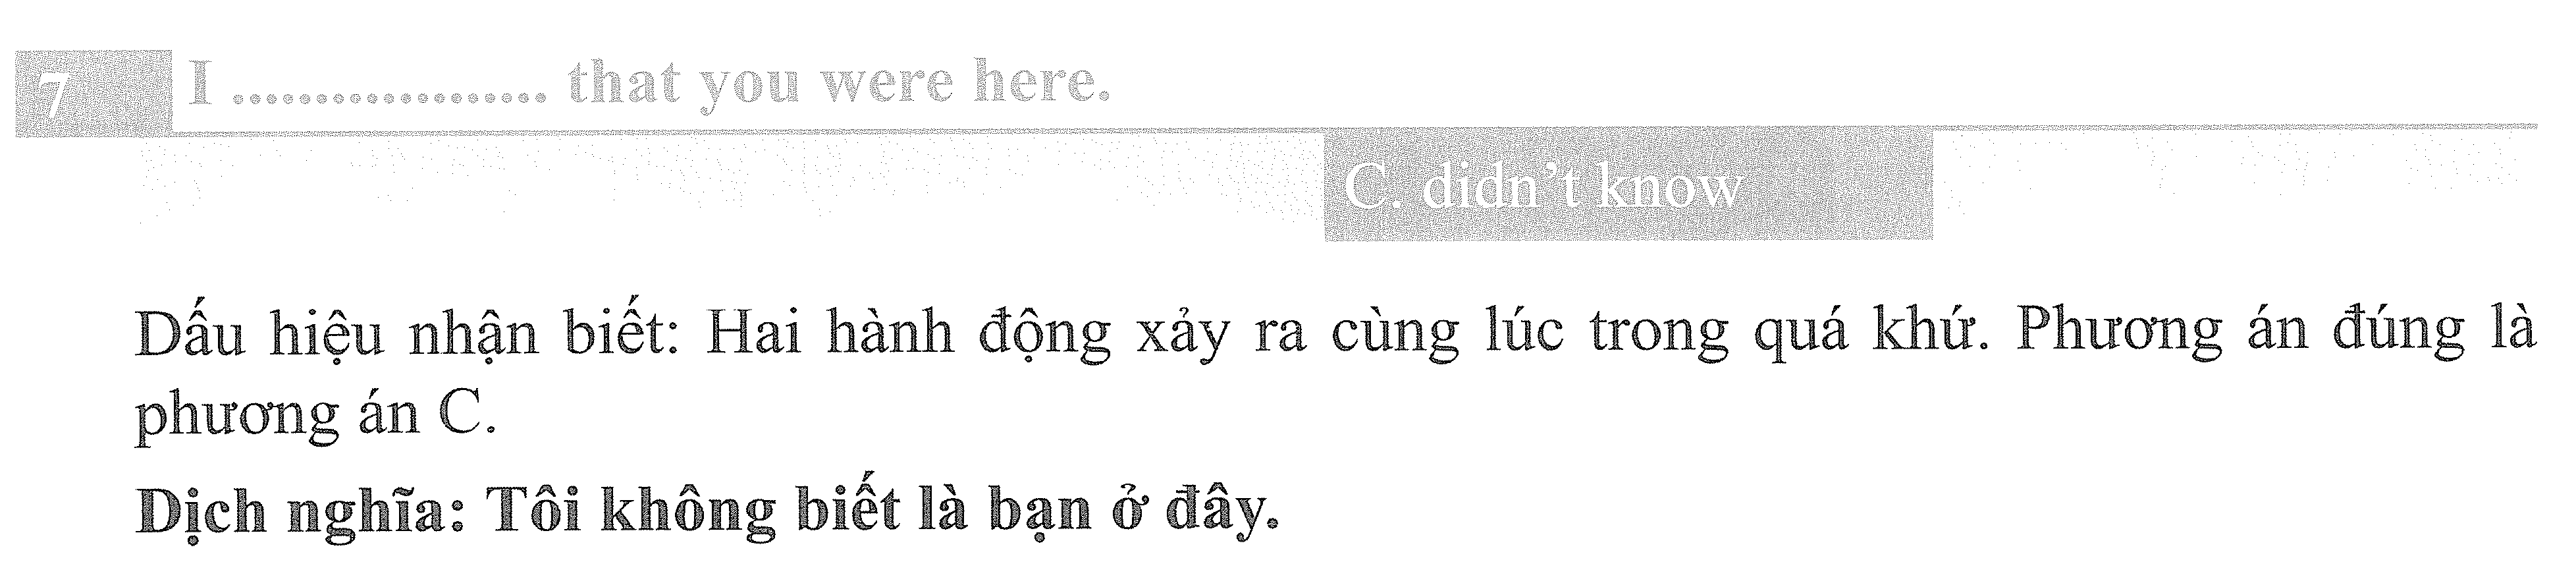 7 I .................. that you were here.
C. didn't know
Dấu hiệu nhận biết: Hai hành động xảy ra cùng lúc trong quá khứ. Phương án đúng là
phương án C.
Dịch nghĩa: Tôi không biết là bạn ở đây.